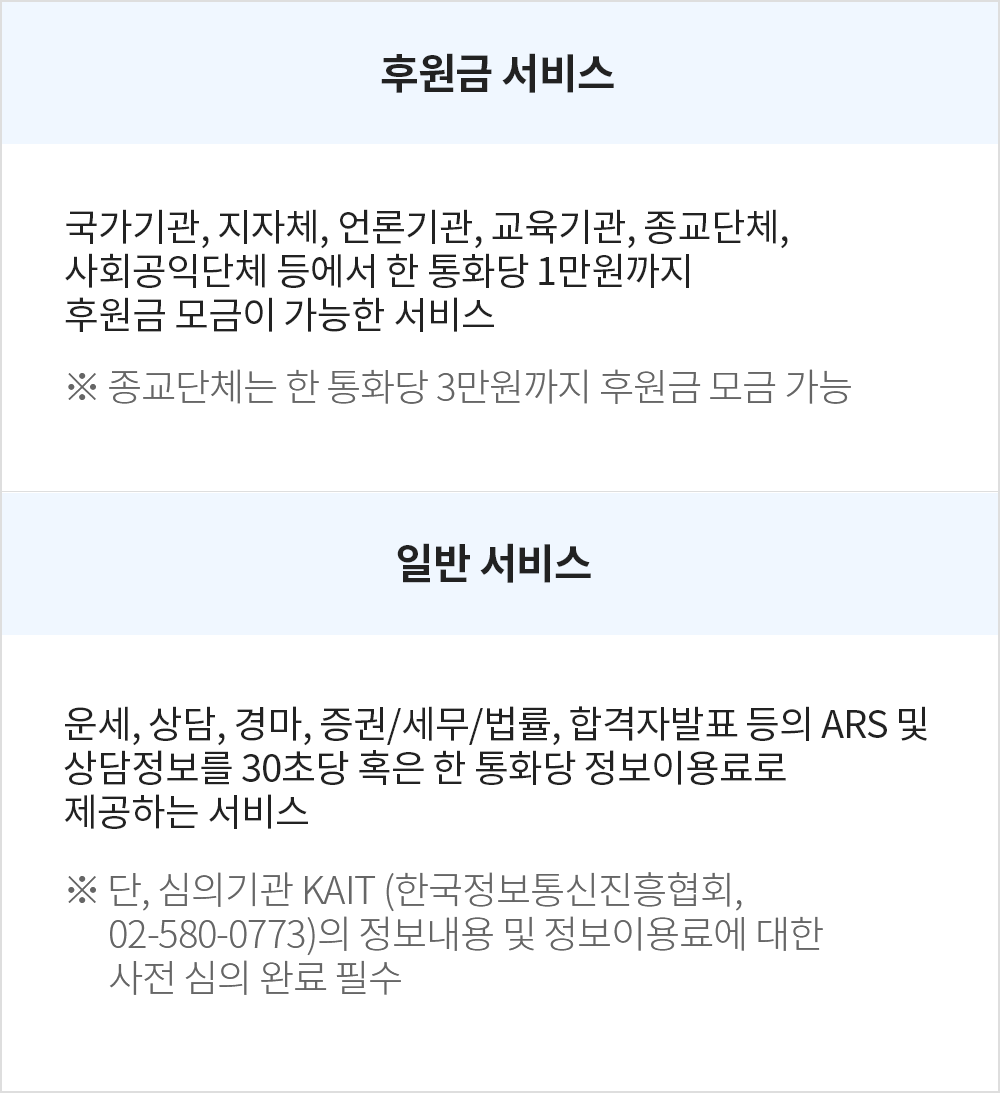 후원금 서비스
국가기관, 지자체, 언론기관, 교육기관, 종교단체,
사회공익단체 등에서 한 통화당 1만원까지
후원금 모금이 가능한 서비스
※ 종교단체는 한 통화당 3만원까지 후원금 모금 가능
일반 서비스
운세, 상담, 경마, 증권/세무/법률, 합격자발표 등의 ARS 및
상담정보를 30초당 혹은 한 통화당 정보이용료로
제공하는 서비스
※ 단, 심의기관 KAIT (한국정보통신진흥협회,
02-580-0773)의 정보내용 및 정보이용료에 대한
사전 심의 완료 필수